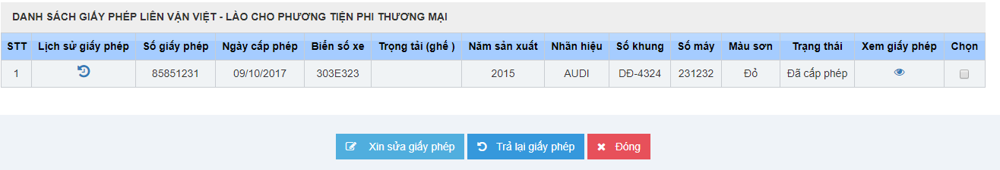 DANH SÁCH GIẤY PHÉP LIÊN VẬN VIỆT - LÀO CHO PHƯƠNG TIỆN PHI THƯƠNG MẠI
STT Lịch sử giấy phép Số giấy phép Ngày cấp phép Biển số xe Trọng tải (ghế ) Năm sản xuất Nhãn hiệu Số khung Số máy Màu sơn Trạng thái Xem giấy phép Chọn
1 85851231 09/10/2017 303E323 2015 AUDI DĐ-4324 231232 Đỏ Đã cấp phép
Xin sửa giấy phép Trả lại giấy phép Đóng